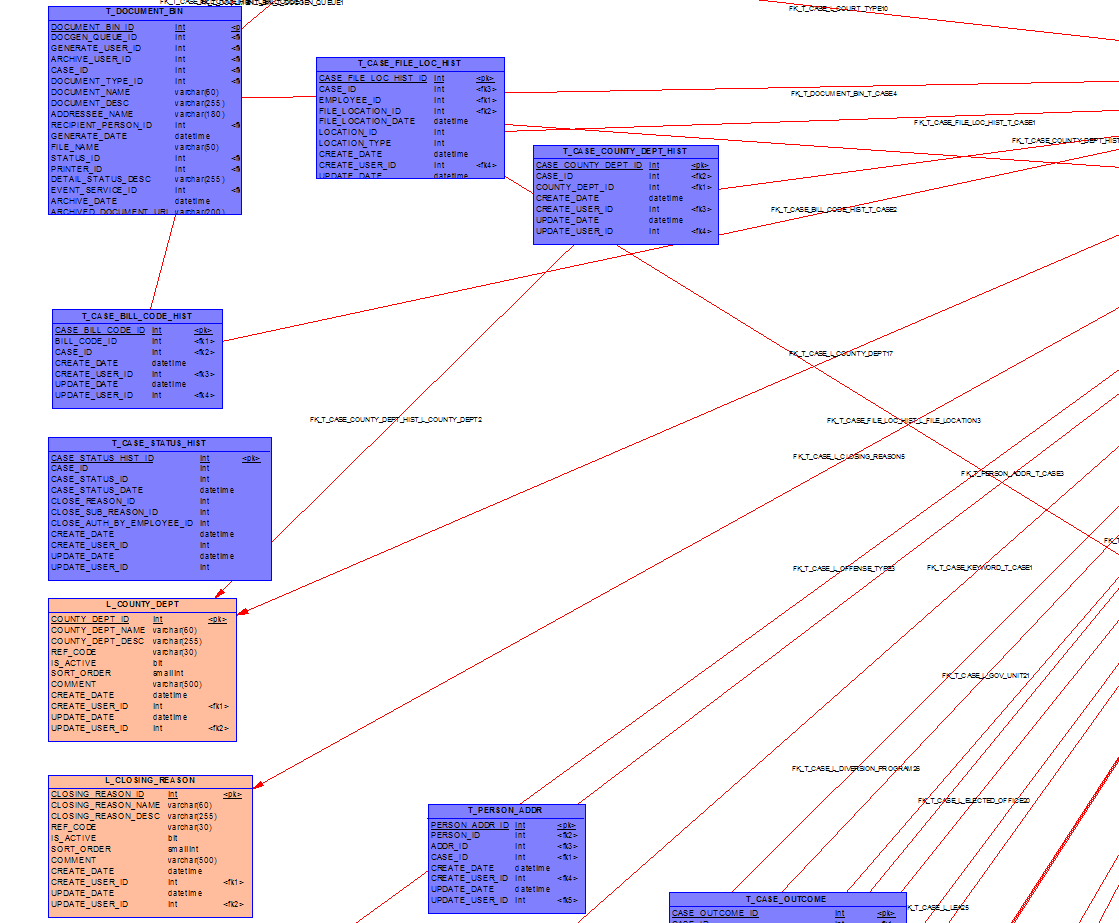 FK_T_CASE_L_COURT_TYPE10
T_DOCUMENT_BIN
DOCUMENT_BIN_ID int
DOCGEN_QUEUE_ID int
GENERATE_USER_ID int
ARCHIVE_USER_ID int
CASE_ID int
DOCUMENT_TYPE_ID int
DOCUMENT_NAME varchar(60)
DOCUMENT_DESC varchar(255)
ADDRESSEE_NAME varchar(180)
RECIPIENT_PERSON_ID int
GENERATE_DATE datetime
FILE_NAME varchar(50)
STATUS_ID int
PRINTER_ID int
DETAIL_STATUS_DESC varchar(255)
EVENT_SERVICE_ID int
ARCHIVE_DATE datetime
ARCHIVED_DOCUMENT_URL varchar(200)
T_CASE_FILE_LOC_HIST
CASE_FILE_LOC_HIST_ID int <pk>
CASE_ID int <fk3>
EMPLOYEE_ID int <fk1>
FILE_LOCATION_ID int <fk2>
FILE_LOCATION_DATE datetime
LOCATION_ID int
LOCATION_TYPE int
CREATE_DATE datetime
CREATE_USER_ID int <fk4>
UPDATE_DATE datetime
FK_T_DOCUMENT_BIN_T_CASE4
FK_T_CASE_FILE_LOC_HIST_T_CASE1
FK_T_CASE_COUNTY_DEPT_HIST
T_CASE_COUNTY_DEPT_HIST
CASE_COUNTY_DEPT_ID int <pk>
CASE_ID int <fk2>
COUNTY_DEPT_ID int <fk1>
CREATE_DATE datetime
CREATE_USER_ID int <fk3>
UPDATE_DATE datetime
UPDATE_USER_ID int <fk4>
FK_T_CASE_BILL_CODE_HIST_T_CASE2
T_CASE_BILL_CODE_HIST
CASE_BILL_CODE_ID int <pk>
BILL_CODE_ID int <fk1>
CASE_ID int <fk2>
CREATE_DATE datetime
CREATE_USER_ID int <fk3>
UPDATE_DATE datetime
UPDATE_USER_ID int <fk4>
FK_T_CASE_L_COUNTY_DEPT17
FK_T_CASE_COUNTY_DEPT_HIST_L_COUNTY_DEPT2
FK_T_CASE_FILE_LOC_HIST_L_FILE_LOCATION3
T_CASE_STATUS_HIST
CASE_STATUS_HIST_ID int <pk>
CASE_ID int
CASE_STATUS_ID int
CASE_STATUS_DATE datetime
CLOSE_REASON_ID int
CLOSE_SUB_REASON_ID int
CLOSE_AUTH_BY_EMPLOYEE_ID int
CREATE_DATE datetime
CREATE_USER_ID int
UPDATE_DATE datetime
UPDATE_USER_ID int
FK_T_CASE_L_CLOSING_REASON5
FK_T_PERSON_ADDR_T_CASE3
FK_T_CASE_L_OFFENSE_TYPE3
FK_T_CASE_KEYWORD_T_CASE1
L_COUNTY_DEPT
COUNTY_DEPT_ID int <pk>
COUNTY_DEPT_NAME varchar(60)
COUNTY_DEPT_DESC varchar(255)
REF_CODE varchar(30)
IS_ACTIVE bit
SORT_ORDER smallint
COMMENT varchar(500)
CREATE_DATE datetime
CREATE_USER_ID int <fk1>
UPDATE_DATE datetime
UPDATE_USER_ID int <fk2>
FK_T_CASE_L_GOV_UNIT21
FK_T_CASE_L_DIVERSION_PROGRAM26
FK_T_CASE_L_ELECTED_OFFICE20
L_CLOSING_REASON
CLOSING_REASON_ID int <pk>
CLOSING_REASON_NAME varchar(60)
CLOSING_REASON_DESC varchar(255)
REF_CODE varchar(30)
IS_ACTIVE bit
SORT_ORDER smallint
COMMENT varchar(500)
CREATE_DATE datetime
CREATE_USER_ID int <fk1>
UPDATE_DATE datetime
UPDATE_USER_ID int <fk2>
T_PERSON_ADDR
PERSON_ADDR_ID int <pk>
PERSON_ID int <fk2>
ADDR_ID int <fk3>
CASE_ID int <fk1>
CREATE_DATE datetime
CREATE_USER_ID int <fk4>
UPDATE_DATE datetime
UPDATE_USER_ID int <fk5>
T_CASE_OUTCOME
CASE_OUTCOME_ID int <pk>
K_T_CASE_L_LEA25